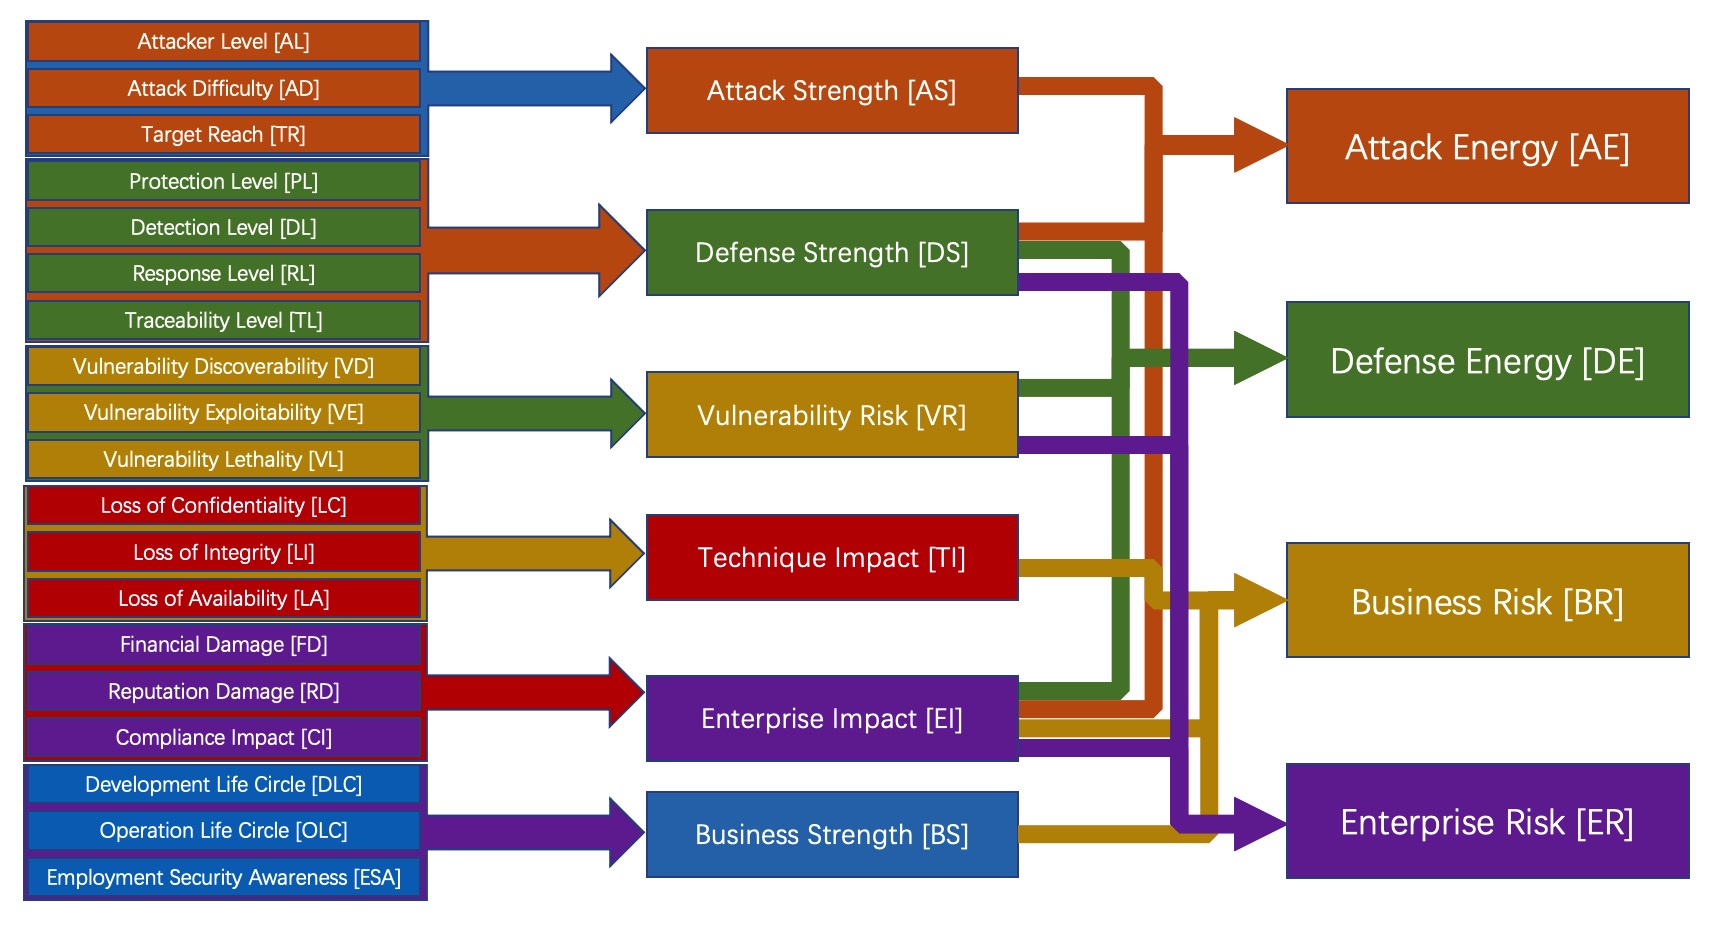 Attacker Level [AL]
Attack Difficulty [AD]
Target Reach [TR]
Protection Level [PL]
Detection Level [DL]
Response Level [RL]
Traceability Level [TL]
Vulnerability Discoverability [VD]
Vulnerability Exploitability [VE]
Vulnerability Lethality [VL]
Loss of Confidentiality [LC]
Loss of Integrity [LI]
Loss of Availability [LA]
Financial Damage [FD]
Reputation Damage [RD]
Compliance Impact [CI]
Development Life Circle [DLC]
Operation Life Circle [OLC]
Employment Security Awareness [ESA]
Attack Strength [AS]
Defense Strength [DS]
Vulnerability Risk [VR]
Technique Impact [TI]
Enterprise Impact [EI]
Business Strength [BS]
Attack Energy [AE]
Defense Energy [DE]
Business Risk [BR]
Enterprise Risk [ER]